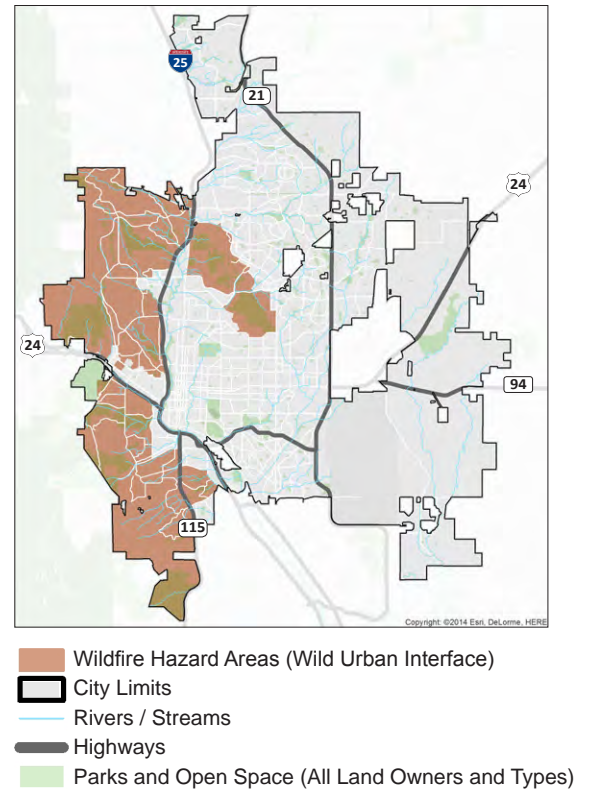 25
21
24
24
94
115
Copyright: ©2014 Esri, DeLorme, HERE
Wildfire Hazard Areas (Wild Urban Interface)
City Limits
Rivers / Streams
Highways
Parks and Open Space (All Land Owners and Types)